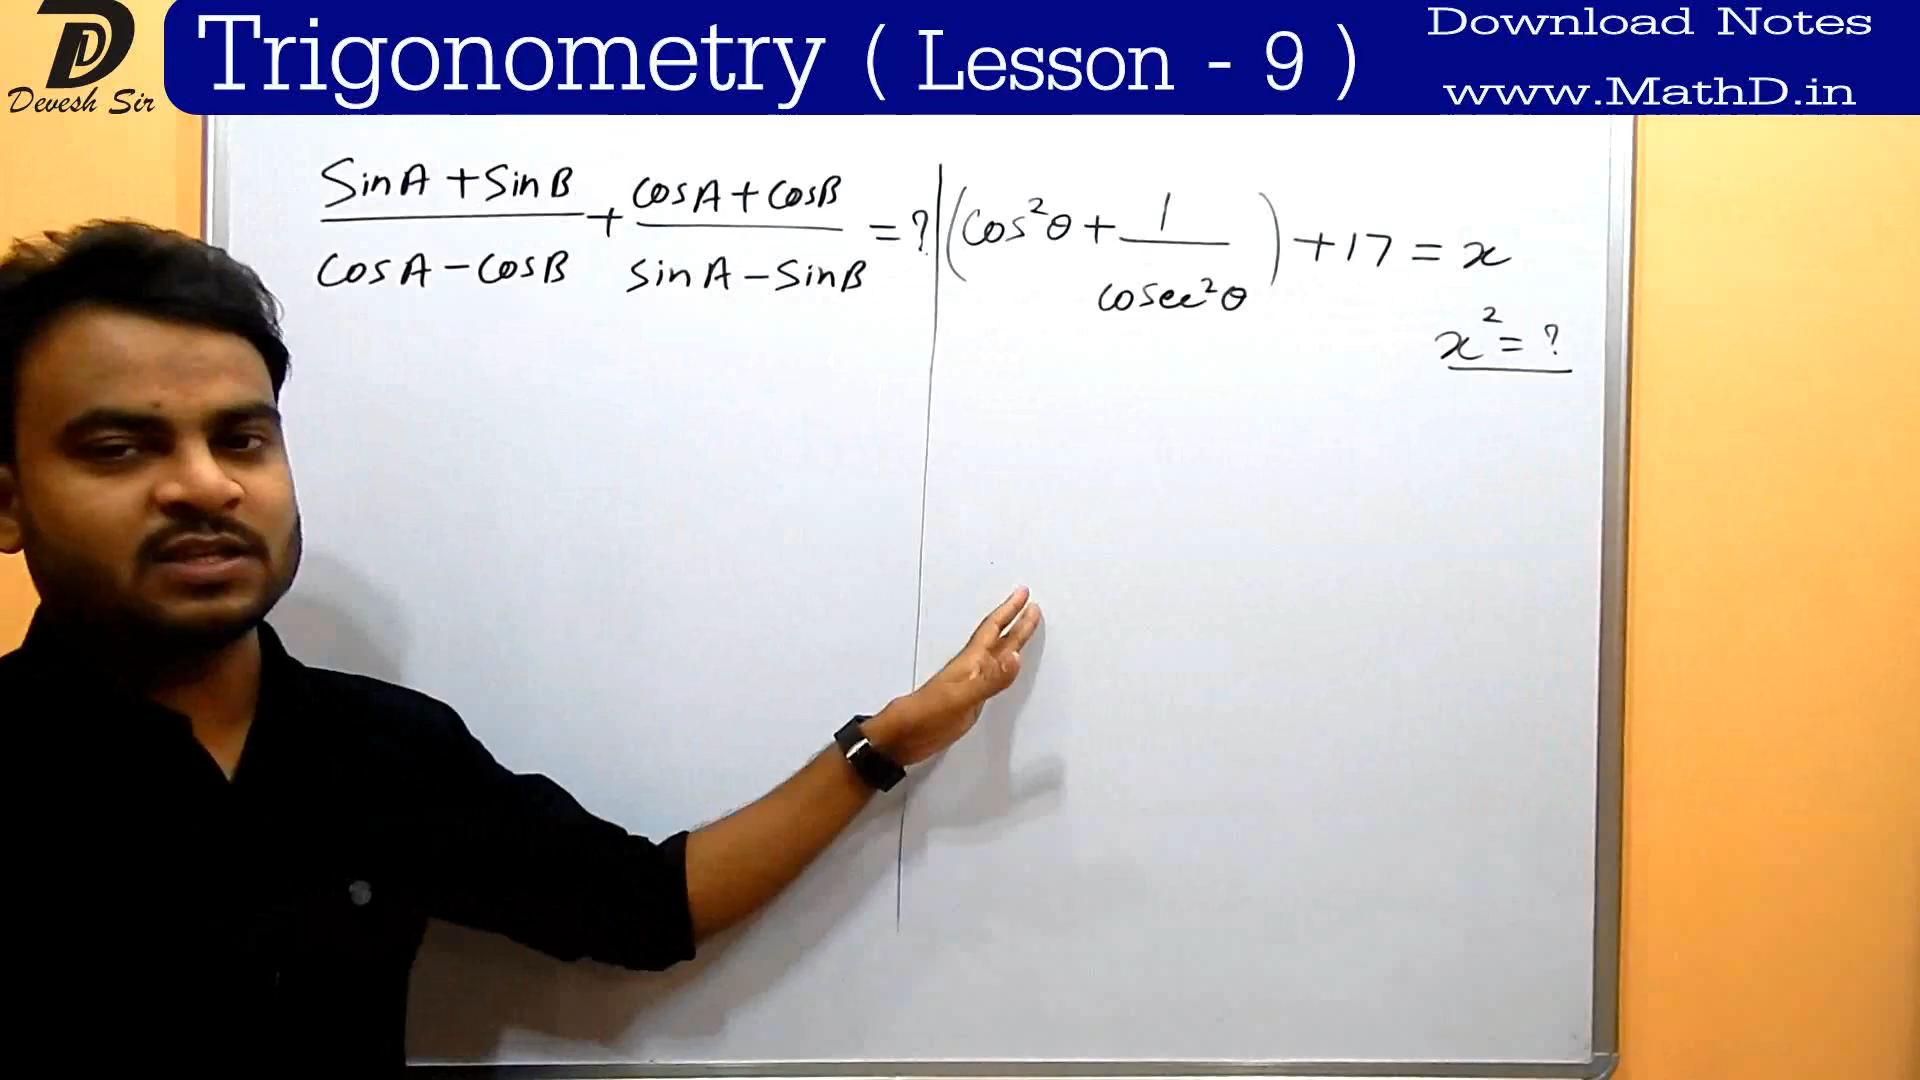 Devesh Sir
Trigonometry ( Lesson - 9 )
Download Notes
www.MathD.in
SinA + SinB / CosA - CosB + CosA + CosB / SinA - SinB = ?
(Cos²θ + 1 / Cosec²θ) + 17 = x
x² = ?